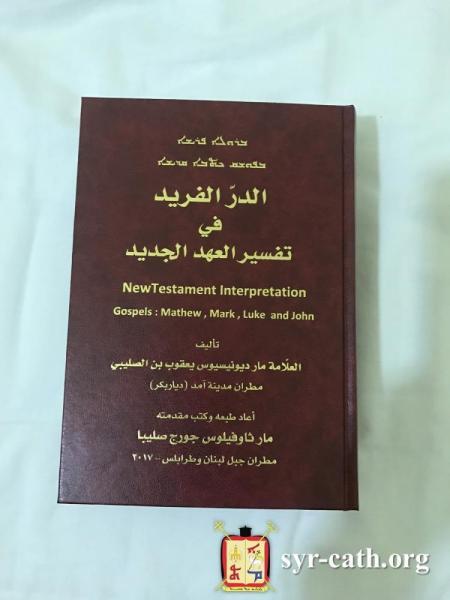 الدرّ الفريد
في
تفسير العهد الجديد
NewTestament Interpretation
Gospels : Mathew , Mark , Luke and John
تأليف
العلّامة مار ديونيسيوس يعقوب بن الصليبي
مطران مدينة آمد (دياربكر)
أعاد طبعه وكتب مقدمته
مار ثاوفيلوس جورج صليبا
مطران جبل لبنان وطرابلس - ٢٠١٧
syr-cath.org